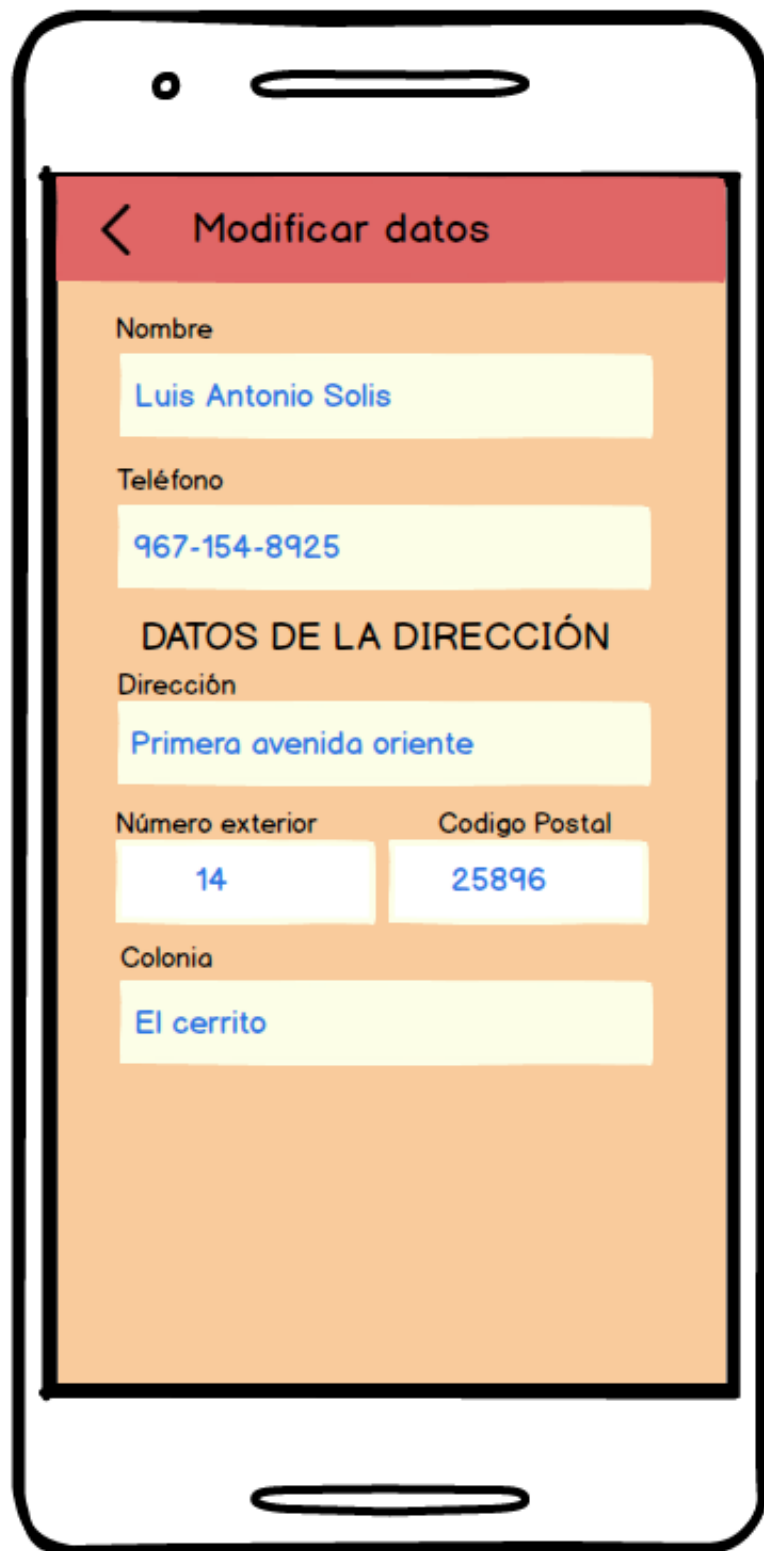 Modificar datos
Nombre
Luis Antonio Solis
Teléfono
967-154-8925
DATOS DE LA DIRECCIÓN
Dirección
Primera avenida oriente
Número exterior Codigo Postal
14 25896
Colonia
El cerrito